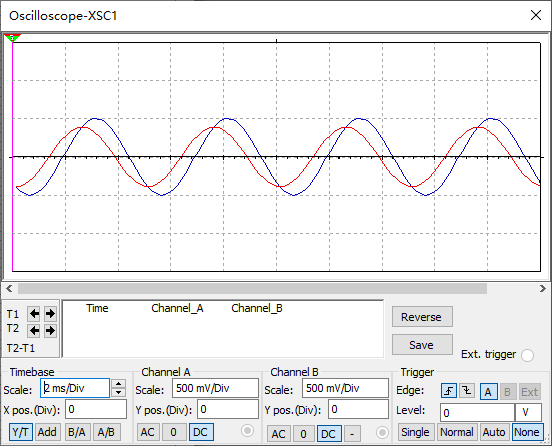 Oscilloscope-XSC1
T1
T2
T2-T1
Time Channel_A Channel_B
Reverse
Save
Ext. trigger
Timebase
Scale: 2 ms/Div
X pos.(Div): 0
Y/T Add B/A A/B
Channel A
Scale: 500 mV/Div
Y pos.(Div): 0
AC 0 DC
Channel B
Scale: 500 mV/Div
Y pos.(Div): 0
AC 0 DC -
Trigger
Edge: A B Ext
Level: 0 V
Single Normal Auto None